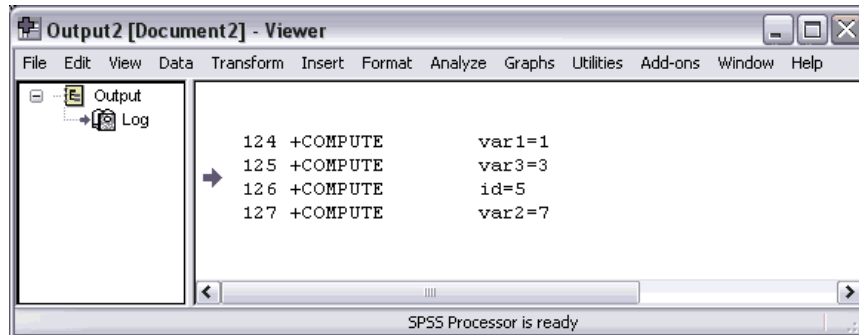 Output2 [Document2] - Viewer
File Edit View Data Transform Insert Format Analyze Graphs Utilities Add-ons Window Help
Output
Log
124 +COMPUTE var1=1
125 +COMPUTE var3=3
126 +COMPUTE id=5
127 +COMPUTE var2=7
SPSS Processor is ready